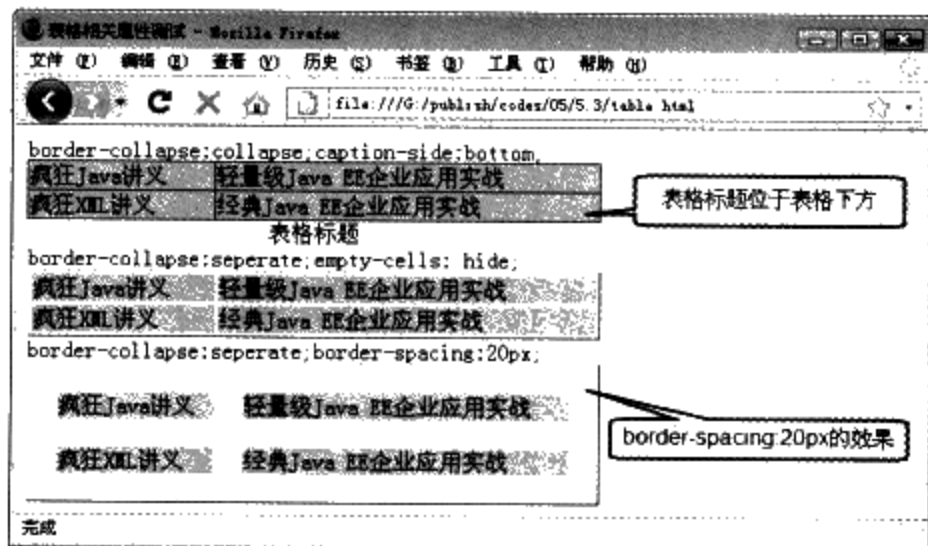 表格相关属性测试 - Mozilla Firefox
文件 (F) 编辑 (E) 查看 (V) 历史 (S) 书签 (B) 工具 (T) 帮助 (H)
file:///G:/publish/codes/05/5.3/table.html
border-collapse:collapse;caption-side:bottom;
疯狂Java讲义 轻量级Java EE企业应用实战
疯狂XML讲义 经典Java EE企业应用实战
表格标题
表格标题位于表格下方
border-collapse:seperate;empty-cells: hide;
疯狂Java讲义 轻量级Java EE企业应用实战
疯狂XML讲义 经典Java EE企业应用实战
border-collapse:seperate;border-spacing:20px;
疯狂Java讲义 轻量级Java EE企业应用实战
疯狂XML讲义 经典Java EE企业应用实战
border-spacing:20px的效果
完成